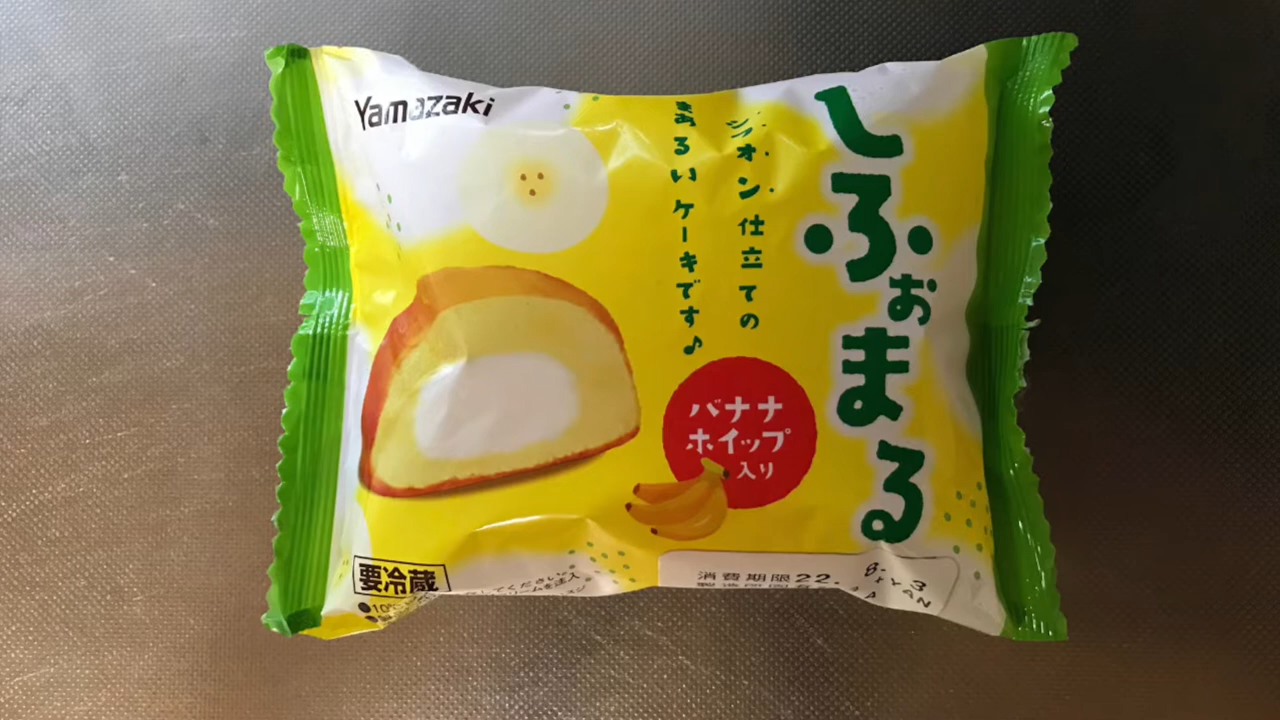 Yamazaki
しふぉまる
シフォン仕立ての
まあるいケーキです♪
バナナ
ホイップ
入り
要冷蔵
消費期限22.